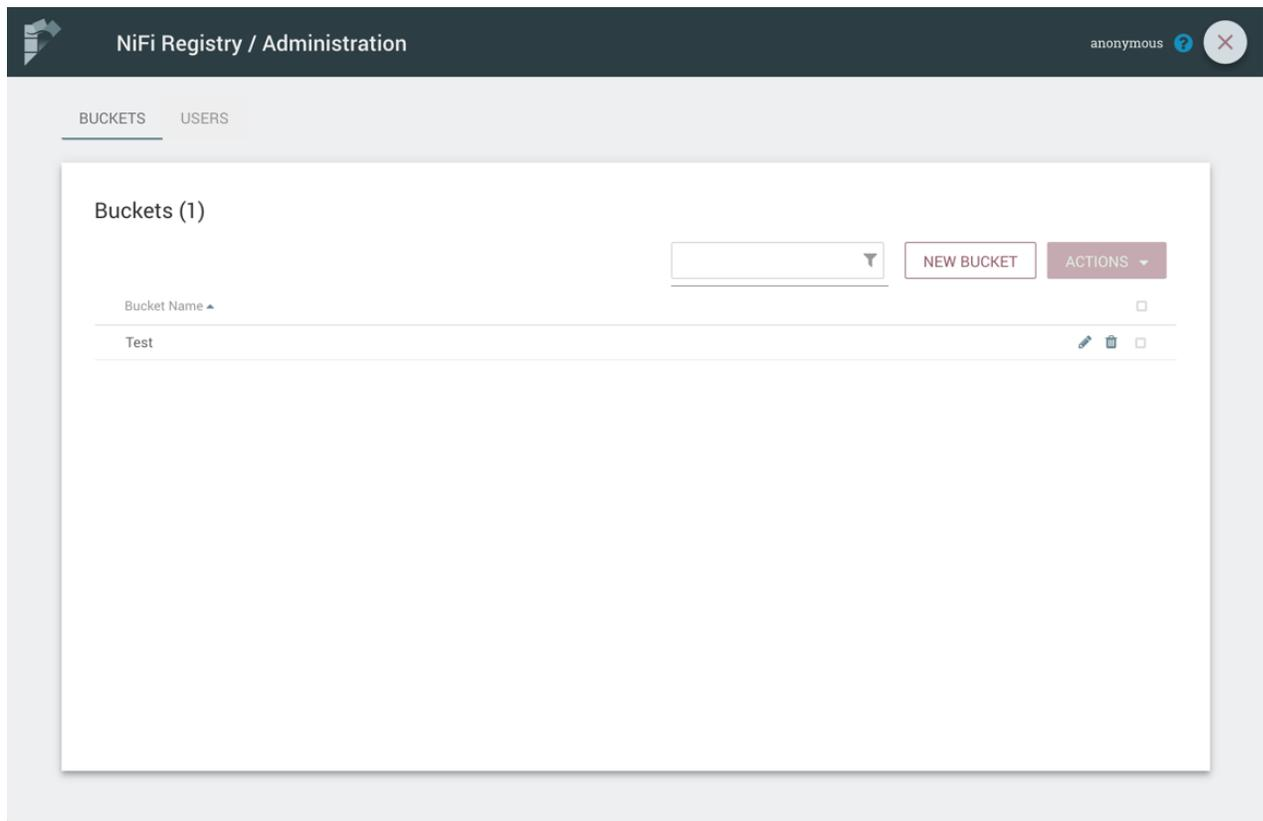 NiFi Registry / Administration
anonymous ?
BUCKETS USERS
Buckets (1)
NEW BUCKET ACTIONS
Bucket Name
Test